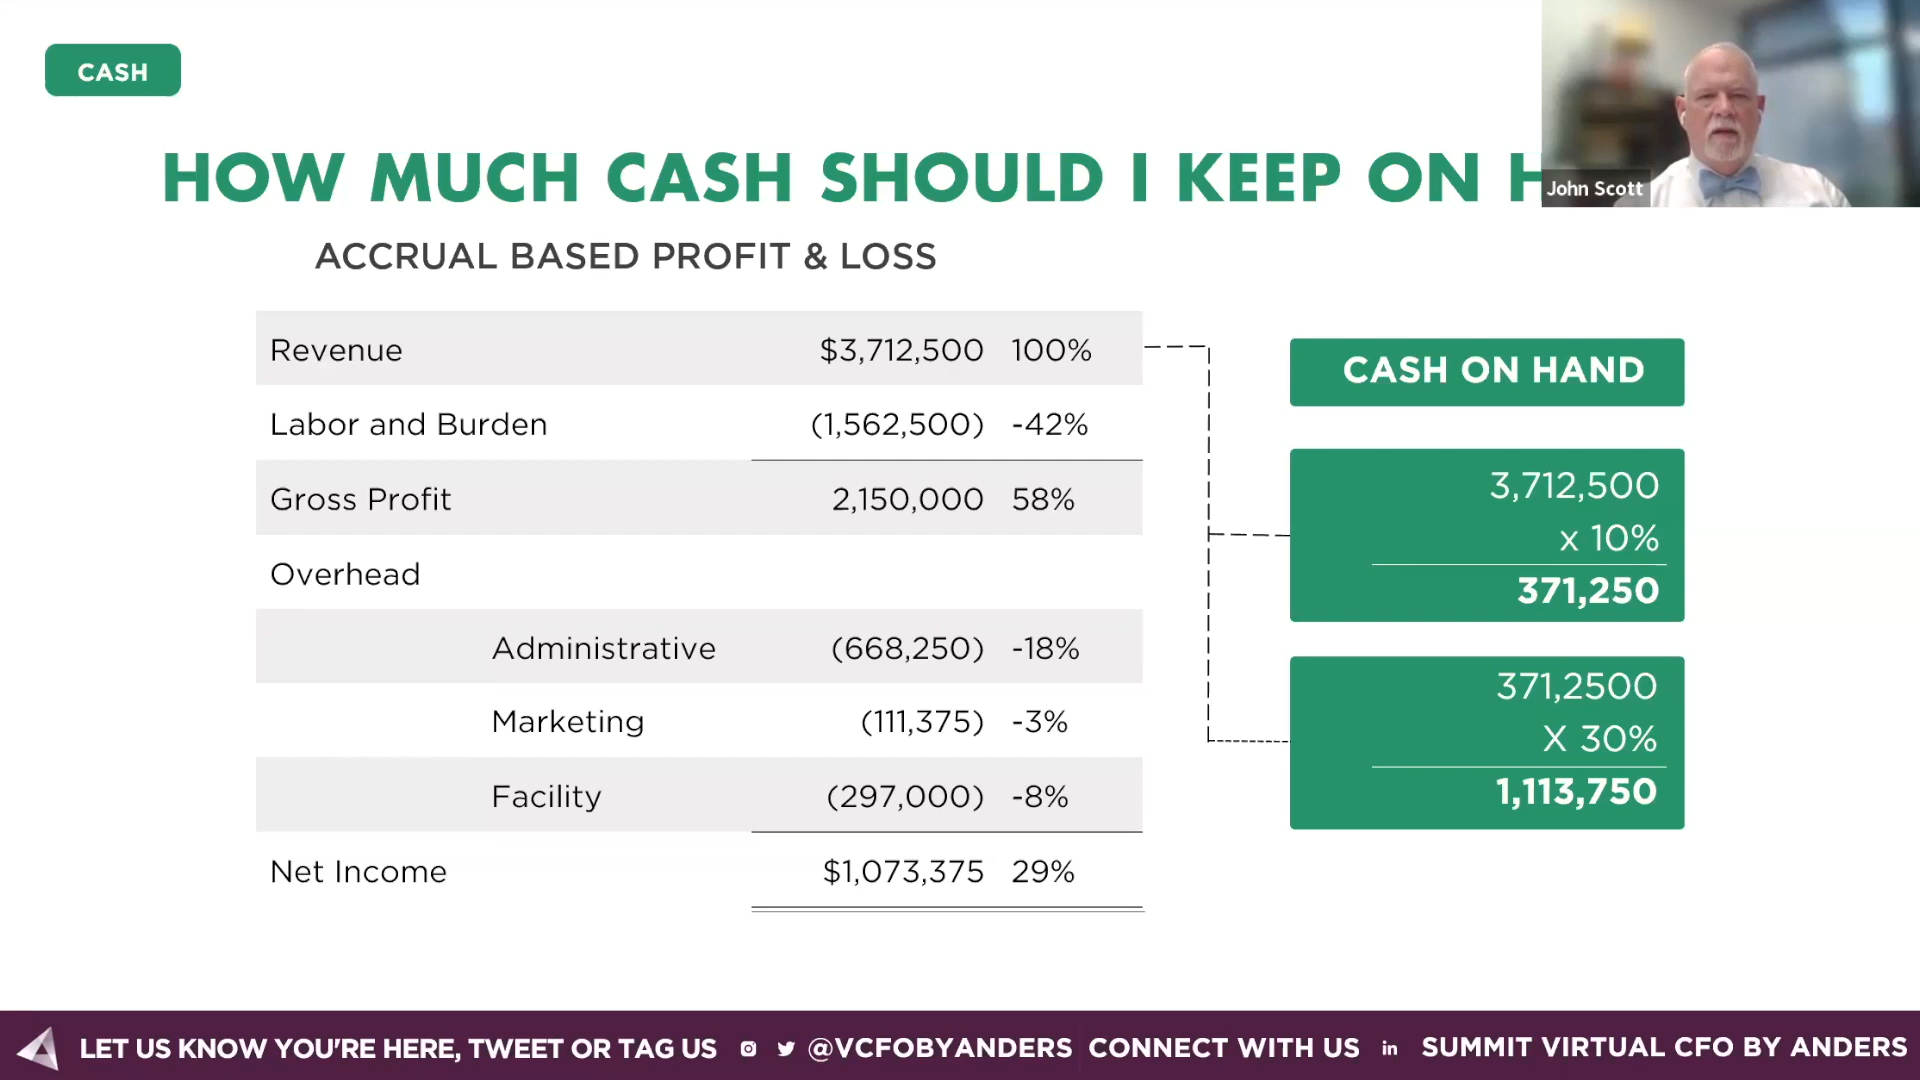 CASH
HOW MUCH CASH SHOULD I KEEP ON H
John Scott
ACCRUAL BASED PROFIT & LOSS
Revenue $3,712,500 100%
Labor and Burden (1,562,500) -42%
Gross Profit 2,150,000 58%
Overhead
Administrative (668,250) -18%
Marketing (111,375) -3%
Facility (297,000) -8%
Net Income $1,073,375 29%
CASH ON HAND
3,712,500
x 10%
371,250
371,2500
X 30%
1,113,750
LET US KNOW YOU'RE HERE, TWEET OR TAG US @VCFOBYANDERS CONNECT WITH US in SUMMIT VIRTUAL CFO BY ANDERS